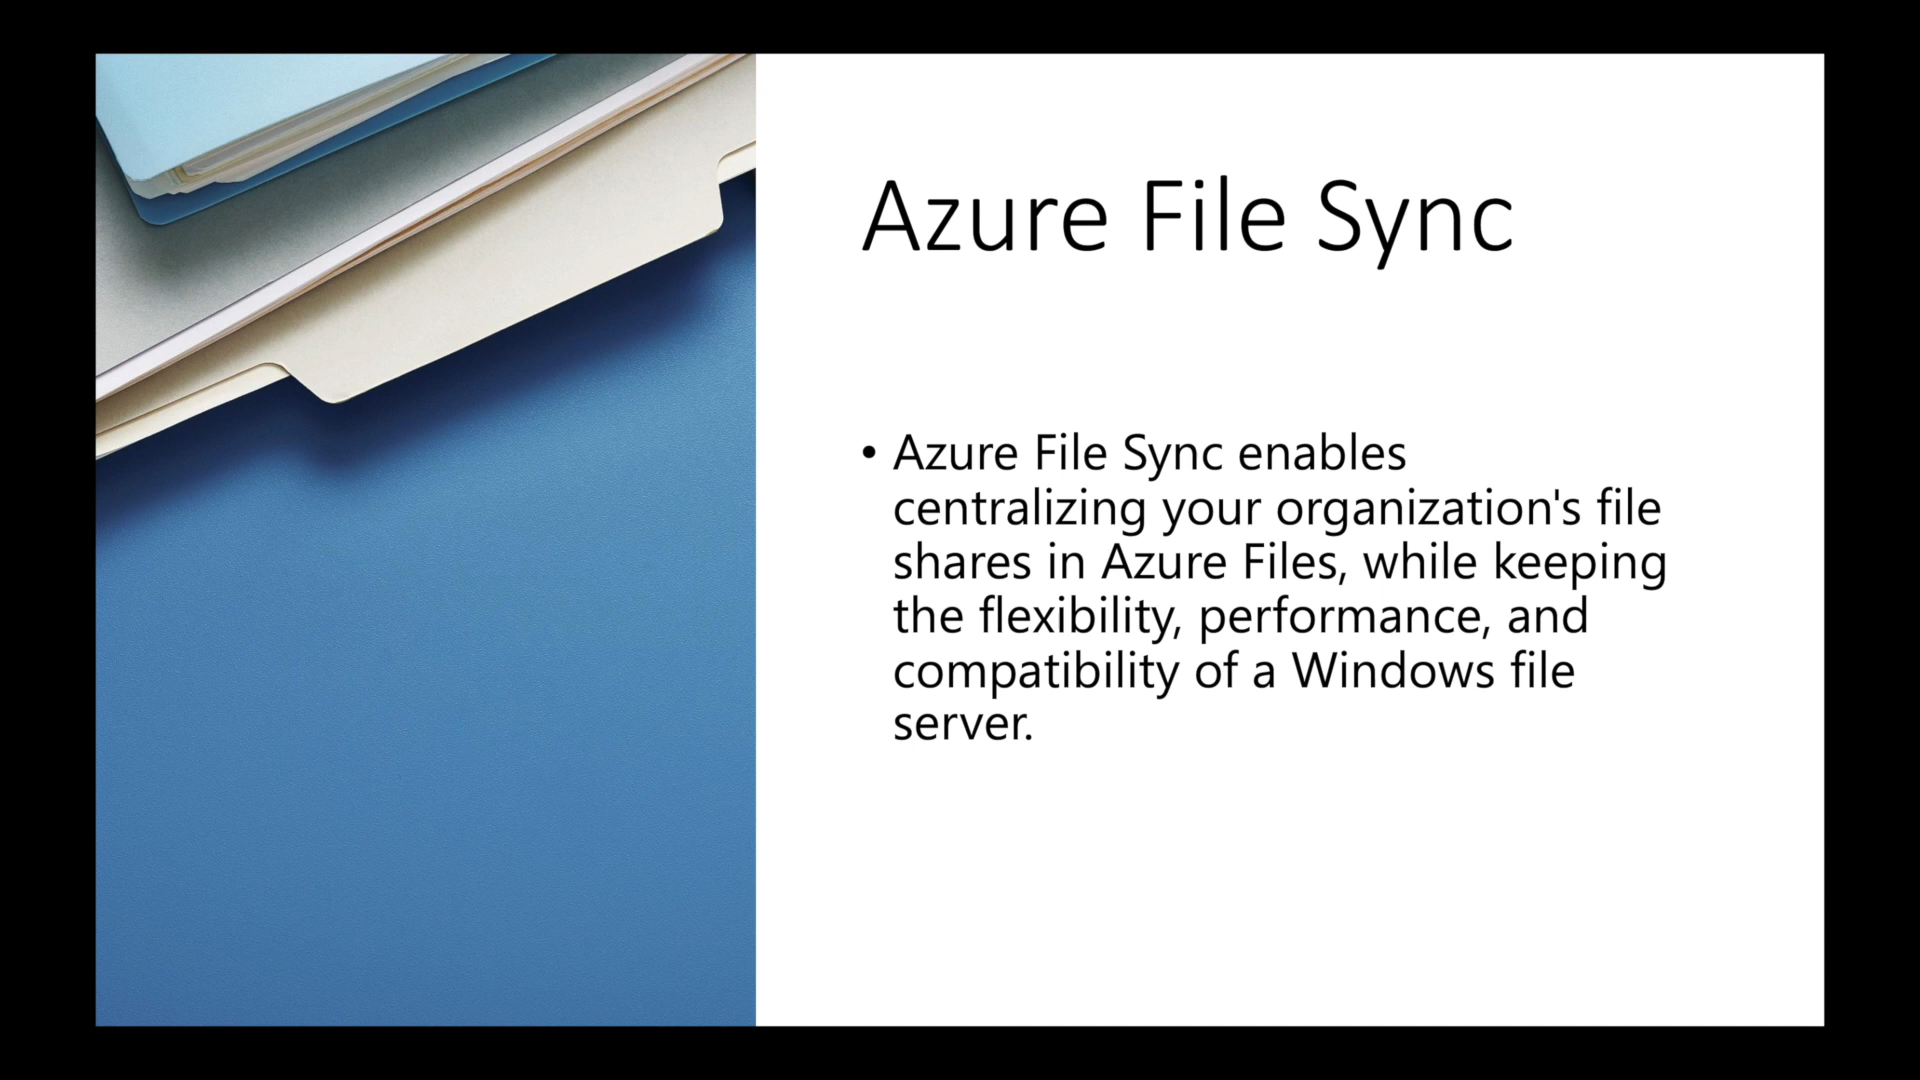 Azure File Sync
• Azure File Sync enables
centralizing your organization's file
shares in Azure Files, while keeping
the flexibility, performance, and
compatibility of a Windows file
server.